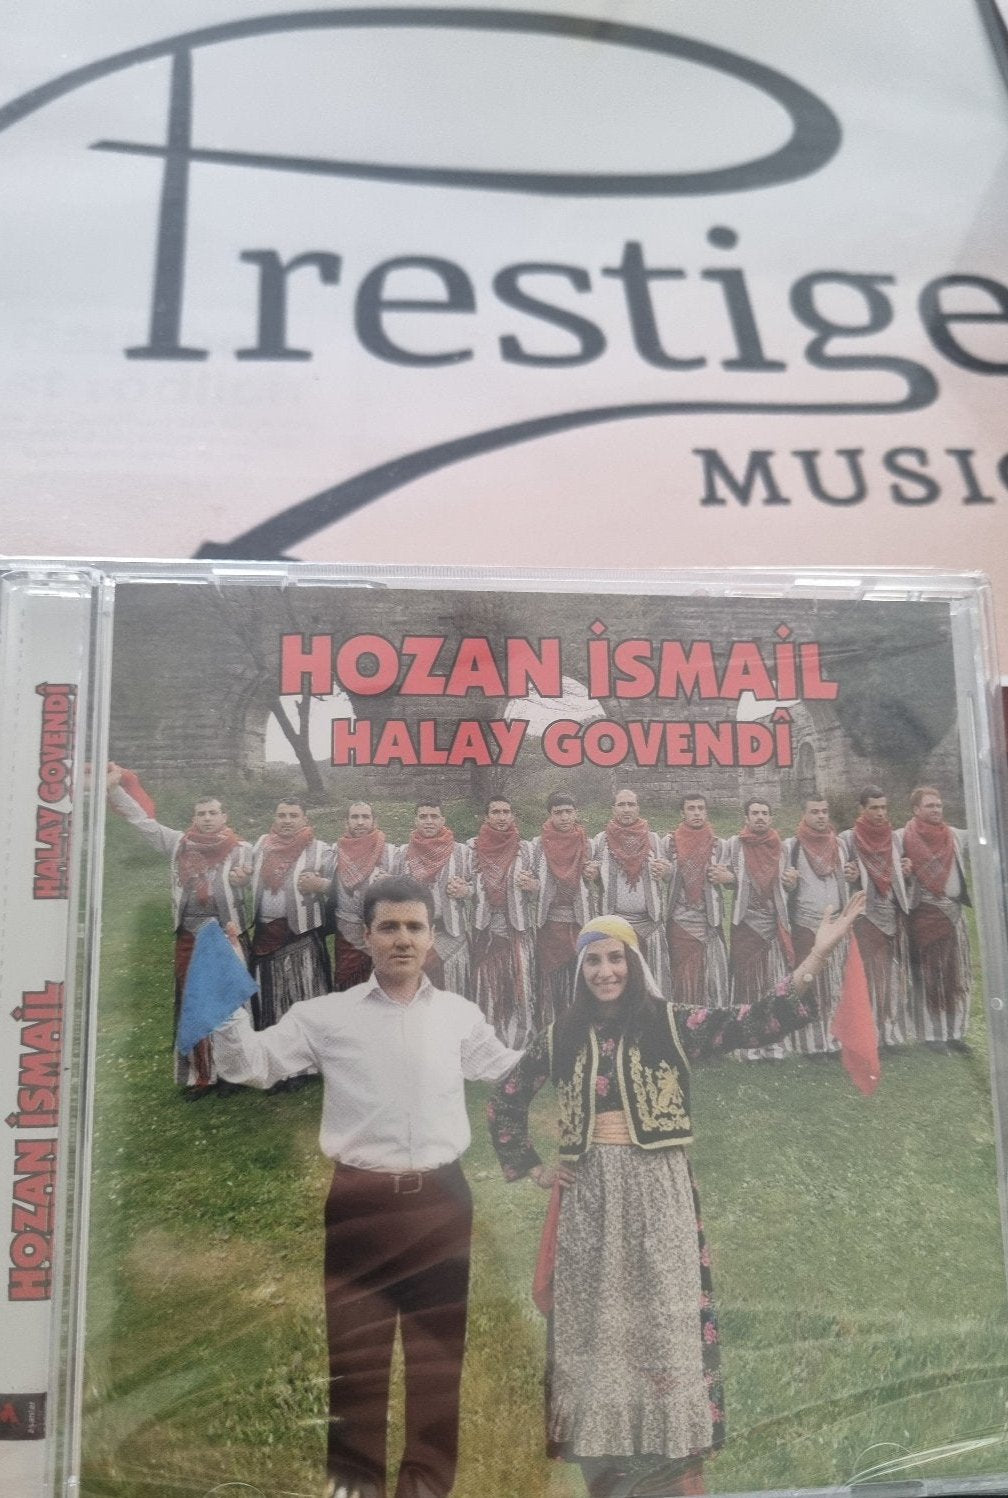 Prestige
MUSIC
HOZAN İSMAİL
HALAY GOVENDÎ
HOZAN İSMAİL HALAY GOVENDÎ